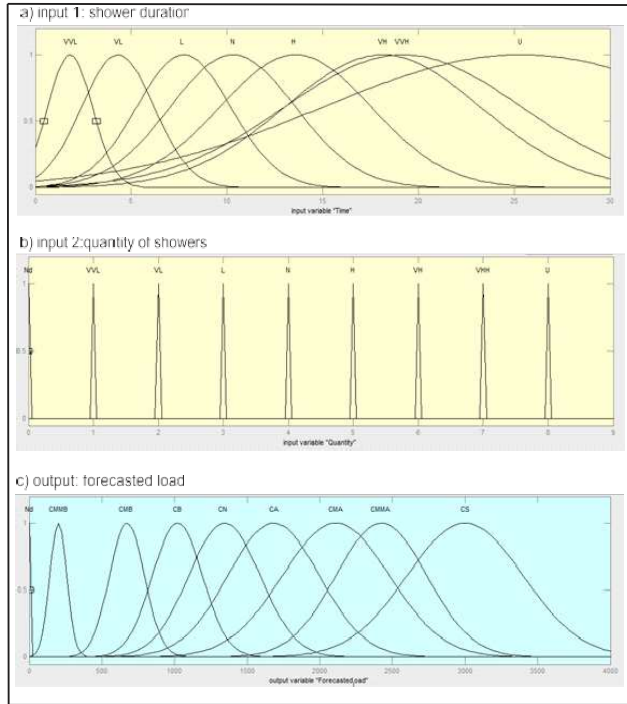 a) input 1: shower duration
VVL VL L N H VH VVH U
1
0.5
0
0 5 10 15 20 25 30
input variable "Time"
b) input 2:quantity of showers
Nd VVL VL L N H VH VHH U
1
0.5
0
0 1 2 3 4 5 6 7 8 9
input variable "Quantity"
c) output: forecasted load
Nd CMMB CMB CB CN CA CMA CMMA CS
1
0.5
0
0 500 1000 1500 2000 2500 3000 3500 4000
output variable "ForecastedLoad"